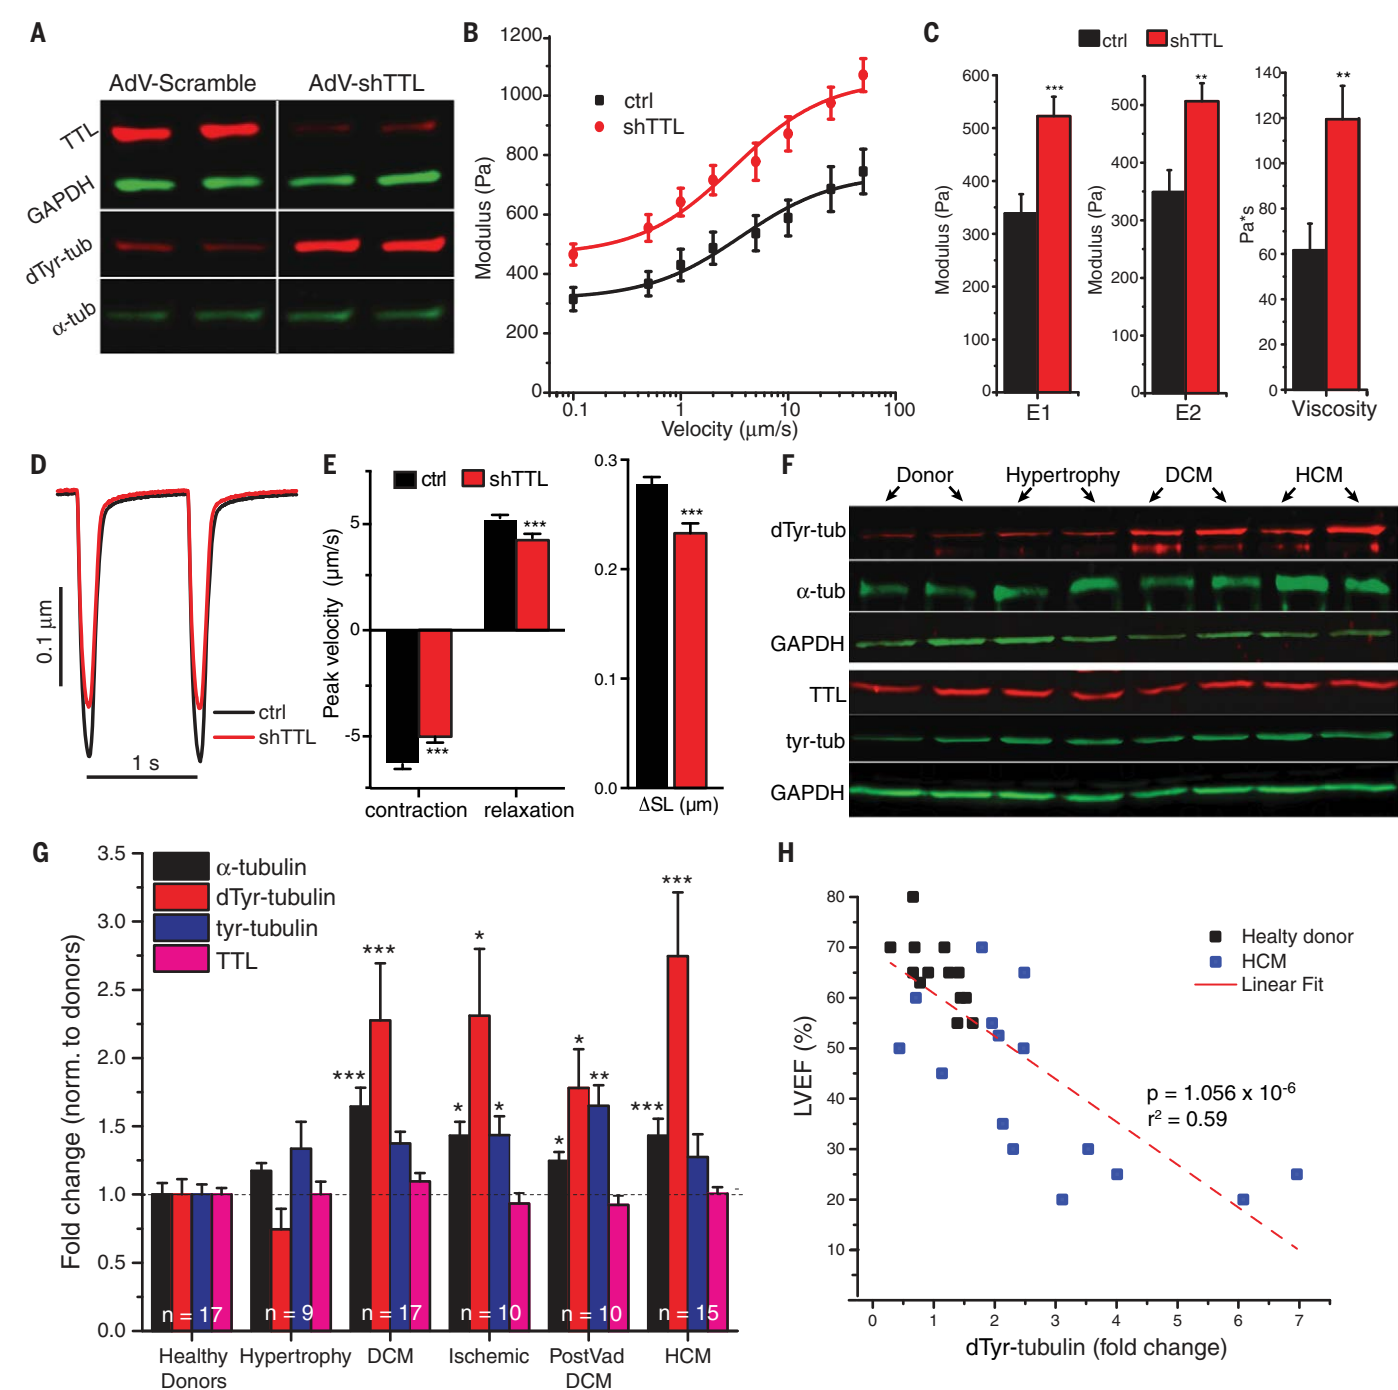 A
AdV-Scramble AdV-shTTL
TTL
GAPDH
dTyr-tub
α-tub
B
1200
1000
800
600
400
200
0
Modulus (Pa)
ctrl
shTTL
0.1 1 10 100
Velocity (μm/s)
C
ctrl shTTL
600
500
400
300
200
100
0
Modulus (Pa)
***
E1
500
400
300
200
100
0
Modulus (Pa)
**
E2
140
120
100
80
60
40
20
0
Pa*s
**
Viscosity
D
0.1 μm
ctrl
shTTL
1 s
E
ctrl shTTL
5
0
-5
Peak velocity (μm/s)
***
***
contraction relaxation
0.3
0.2
0.1
0.0
***
ΔSL (μm)
F
Donor Hypertrophy DCM HCM
dTyr-tub
α-tub
GAPDH
TTL
tyr-tub
GAPDH
G
3.5
3.0
2.5
2.0
1.5
1.0
0.5
0.0
Fold change (norm. to donors)
α-tubulin
dTyr-tubulin
tyr-tubulin
TTL
*** ***
* * *
* * **
*** ***
n = 17 n = 9 n = 17 n = 10 n = 10 n = 15
Healthy Donors
Hypertrophy
DCM
Ischemic
PostVad DCM
HCM
H
80
70
60
50
40
30
20
10
LVEF (%)
Healty donor
HCM
Linear Fit
p = 1.056 x 10-6
r2 = 0.59
0 1 2 3 4 5 6 7
dTyr-tubulin (fold change)